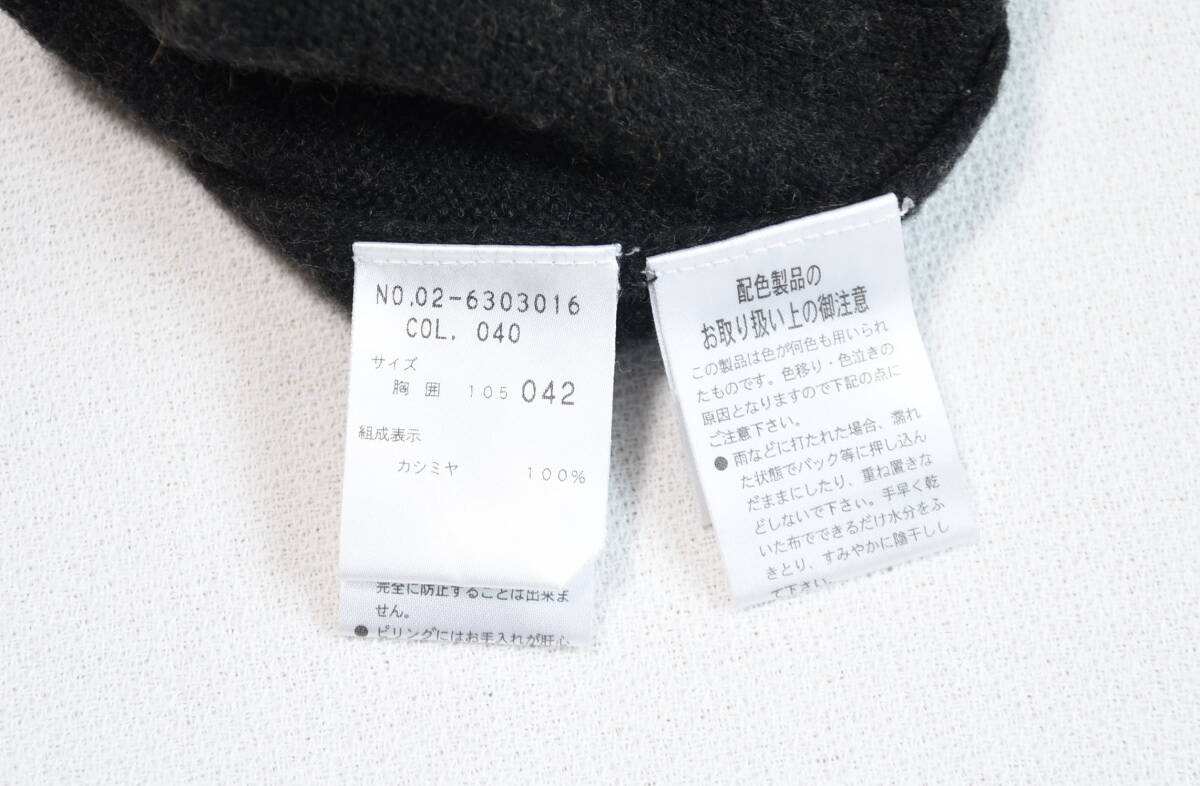 NO.02-6303016
COL. 040
サイズ
胸 囲 105 042
組成表示
カシミヤ 100%
完全に防止することは出来ま
せん。
● ピリングにはお手入れが肝心
配色製品の
お取り扱い上の御注意
この製品は色が何色も用いられ
たものです。色移り・色泣きの
原因となりますので下記の点に
ご注意下さい。
● 雨などに打たれた場合、濡れ
た状態でバック等に押し込ん
だままにしたり、重ね置きな
どしないで下さい。手早く乾
いた布でできるだけ水分をふ
きとり、すみやかに陰干しし
て下さい。